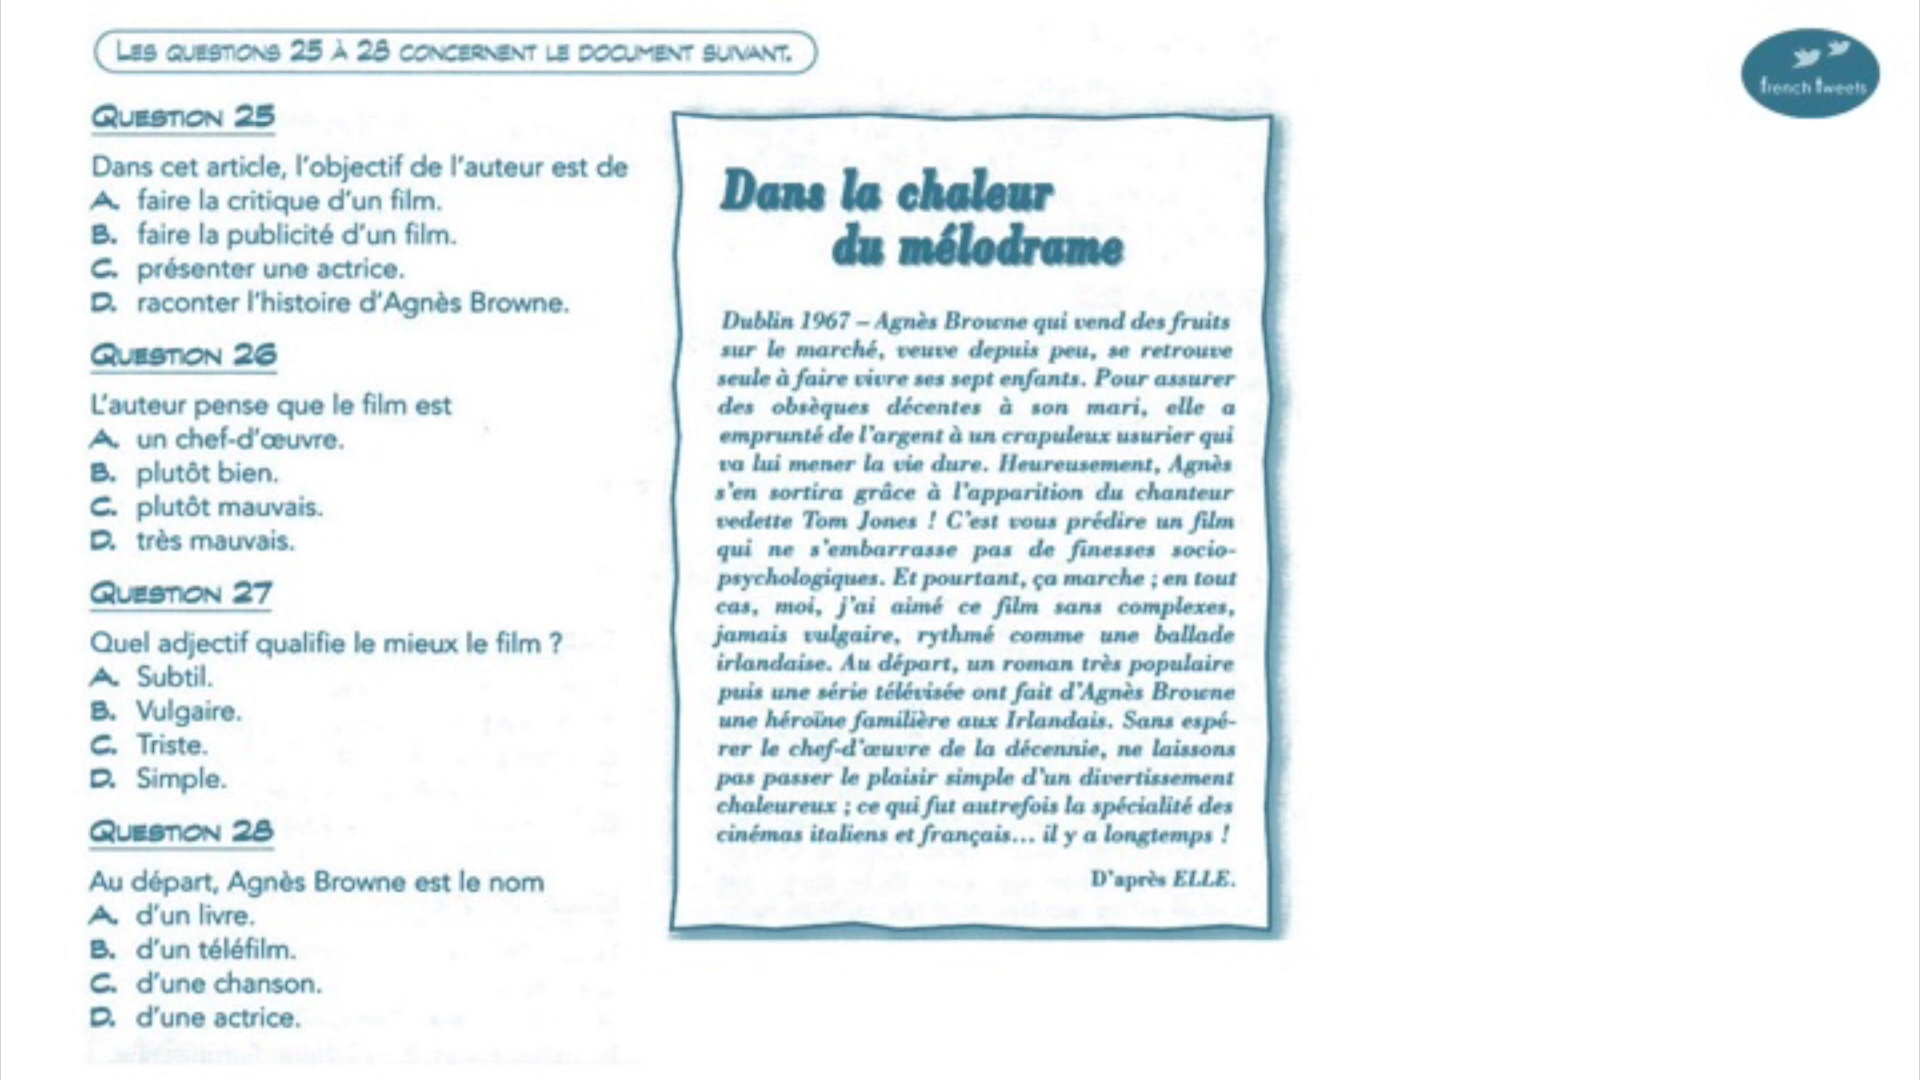 Les questions 25 à 28 concernent le document suivant.
french tweets
Question 25
Dans cet article, l'objectif de l'auteur est de
A. faire la critique d'un film.
B. faire la publicité d'un film.
C. présenter une actrice.
D. raconter l'histoire d'Agnès Browne.
Question 26
L'auteur pense que le film est
A. un chef-d'œuvre.
B. plutôt bien.
C. plutôt mauvais.
D. très mauvais.
Question 27
Quel adjectif qualifie le mieux le film ?
A. Subtil.
B. Vulgaire.
C. Triste.
D. Simple.
Question 28
Au départ, Agnès Browne est le nom
A. d'un livre.
B. d'un téléfilm.
C. d'une chanson.
D. d'une actrice.
Dans la chaleur
du mélodrame
Dublin 1967 – Agnès Browne qui vend des fruits
sur le marché, veuve depuis peu, se retrouve
seule à faire vivre ses sept enfants. Pour assurer
des obsèques décentes à son mari, elle a
emprunté de l'argent à un crapuleux usurier qui
va lui mener la vie dure. Heureusement, Agnès
s'en sortira grâce à l'apparition du chanteur
vedette Tom Jones ! C'est vous prédire un film
qui ne s'embarrasse pas de finesses socio-
psychologiques. Et pourtant, ça marche ; en tout
cas, moi, j'ai aimé ce film sans complexes,
jamais vulgaire, rythmé comme une ballade
irlandaise. Au départ, un roman très populaire
puis une série télévisée ont fait d'Agnès Browne
une héroïne familière aux Irlandais. Sans espé-
rer le chef-d'œuvre de la décennie, ne laissons
pas passer le plaisir simple d'un divertissement
chaleureux ; ce qui fut autrefois la spécialité des
cinémas italiens et français... il y a longtemps !
D'après ELLE.